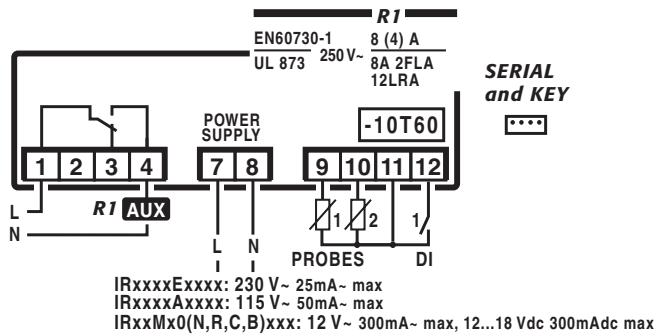 R1
EN60730-1
UL 873
250 V~
8 (4) A
8A 2FLA
12LRA
SERIAL
and KEY
POWER
SUPPLY
-10T60
1 2 3 4 7 8 9 10 11 12
L
N
R1 AUX
1 2 1
L N
PROBES DI
IRxxxxExxxx: 230 V~ 25mA~ max
IRxxxxAxxxx: 115 V~ 50mA~ max
IRxxMx0(N,R,C,B)xxx: 12 V~ 300mA~ max, 12...18 Vdc 300mAdc max